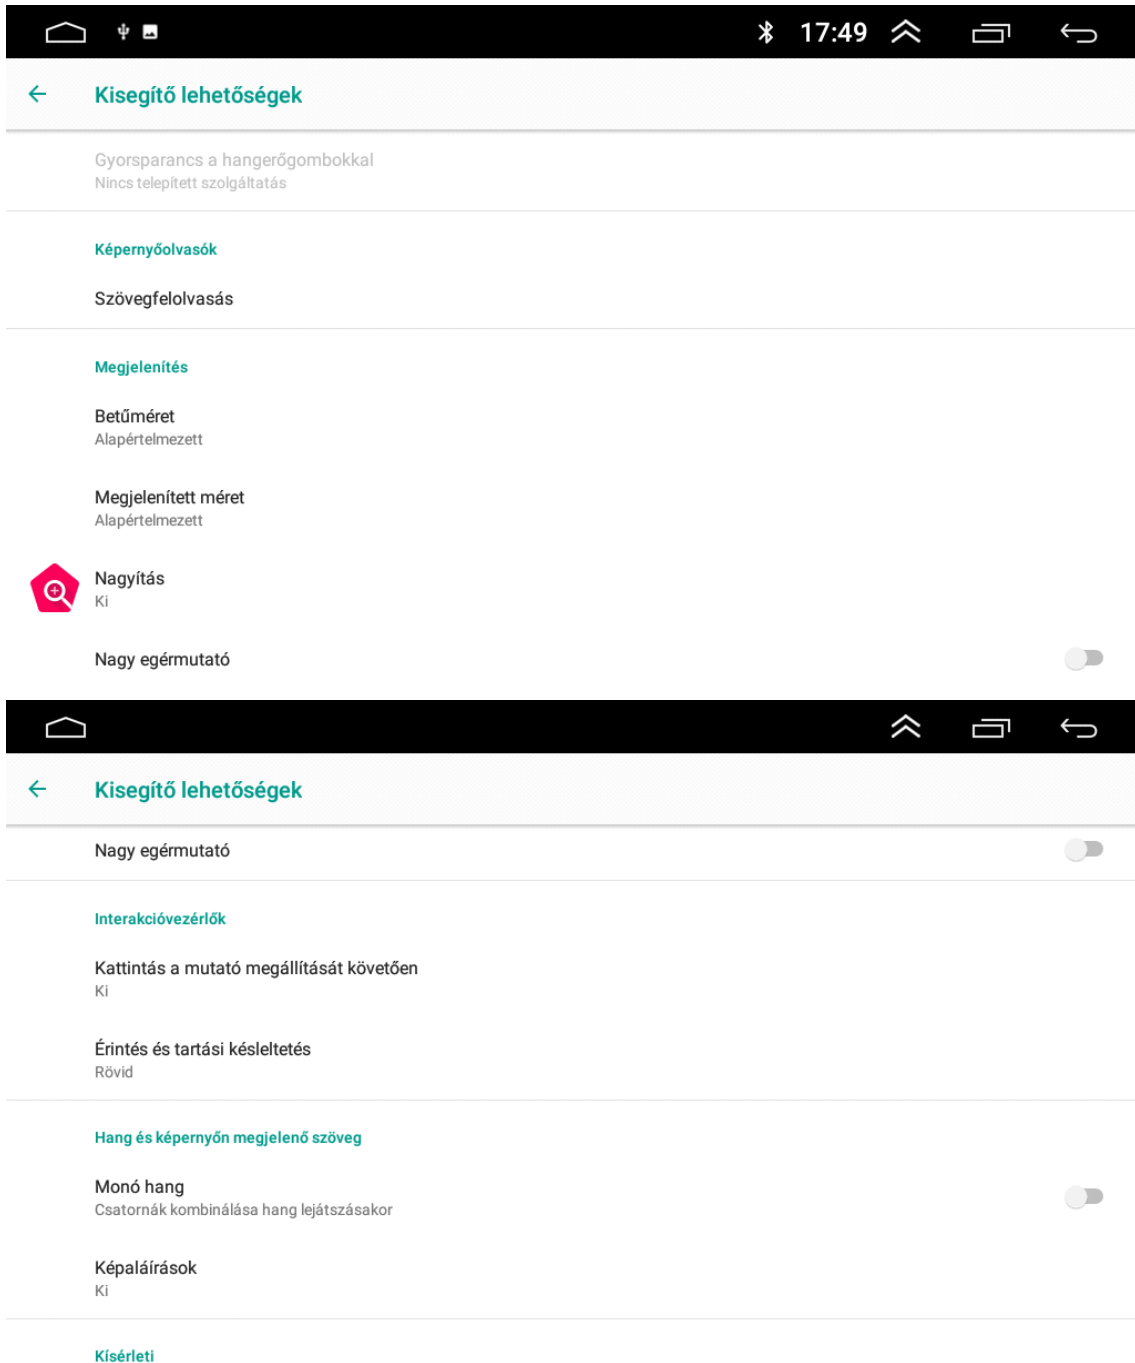 17:49
Kisegítő lehetőségek
Gyorsparancs a hangerőgombokkal
Nincs telepített szolgáltatás
Képernyőolvasók
Szövegfelolvasás
Megjelenítés
Betűméret
Alapértelmezett
Megjelenített méret
Alapértelmezett
Nagyítás
Ki
Nagy egérmutató
Kisegítő lehetőségek
Nagy egérmutató
Interakcióvezérlők
Kattintás a mutató megállítását követően
Ki
Érintés és tartási késleltetés
Rövid
Hang és képernyőn megjelenő szöveg
Monó hang
Csatornák kombinálása hang lejátszásakor
Képaláírások
Ki
Kísérleti